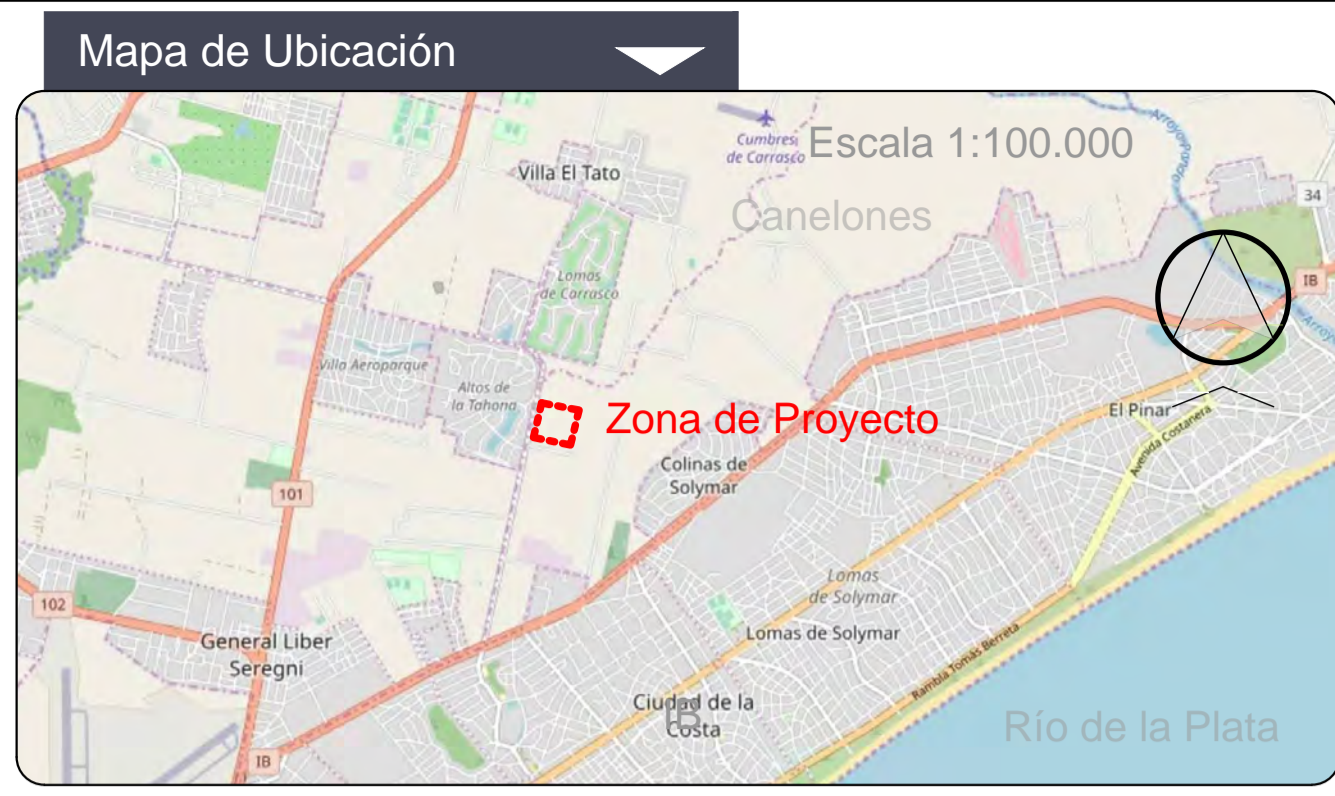 Mapa de Ubicación
Cumbres
de Carrasco
Escala 1:100.000
Arroyo Pando
Villa El Tato
34
Canelones
Lomas
de Carrasco
IB
Arroyo
Villa Aeroparque
Altos de
la Tahona
Zona de Proyecto
El Pinar
Avenida Costanera
Colinas de
Solymar
101
Lomas
de Solymar
102
General Liber
Seregni
Lomas de Solymar
Rambla Tomás Berreta
Ciudad de la
Costa
IB
Río de la Plata
IB